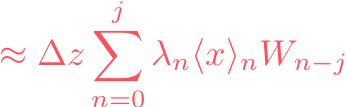 ≈ Δz ∑_{n=0}^{j} λ_n⟨x⟩_n W_{n−j}